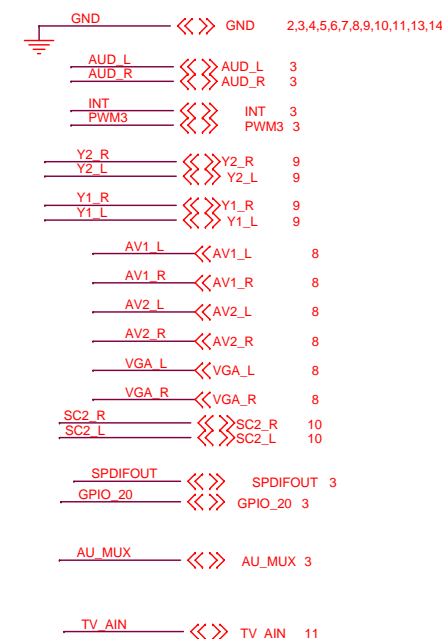 GND GND 2,3,4,5,6,7,8,9,10,11,13,14
AUD_L AUD_L 3
AUD_R AUD_R 3
INT INT 3
PWM3 PWM3 3
Y2_R Y2_R 9
Y2_L Y2_L 9
Y1_R Y1_R 9
Y1_L Y1_L 9
AV1_L AV1_L 8
AV1_R AV1_R 8
AV2_L AV2_L 8
AV2_R AV2_R 8
VGA_L VGA_L 8
VGA_R VGA_R 8
SC2_R SC2_R 10
SC2_L SC2_L 10
SPDIFOUT SPDIFOUT 3
GPIO_20 GPIO_20 3
AU_MUX AU_MUX 3
TV_AIN TV_AIN 11